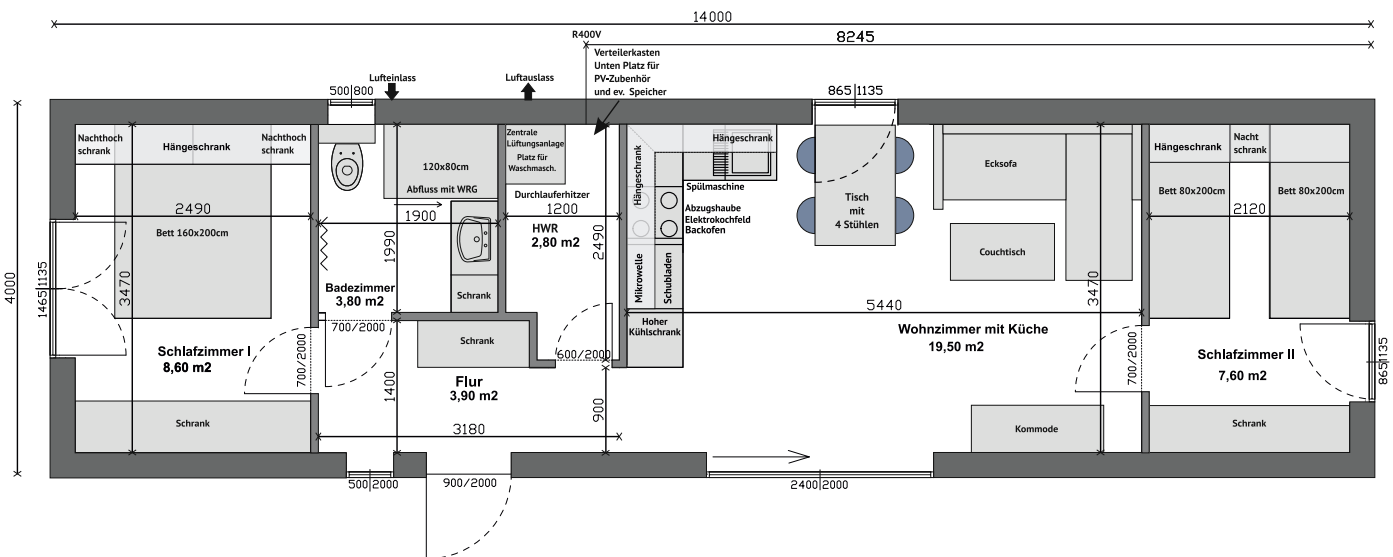 14000
R400V
8245
Verteilerkasten
Unten Platz für
PV-Zubenhör
und ev. Speicher
Lufteinlass
Luftauslass
500|800
865|1135
Nachthoch
schrank
Hängeschrank
Nachthoch
schrank
Zentrale
Lüftungsanlage
Platz für
Waschmasch.
120x80cm
Abfluss mit WRG
Durchlauferhitzer
Hängeschrank
Hängeschrank
Spülmaschine
Abzugshaube
Elektrokochfeld
Backofen
Tisch
mit
4 Stühlen
Ecksofa
Couchtisch
Hängeschrank
Nacht
schrank
Bett 80x200cm
Bett 80x200cm
2490
1900
1200
2120
Bett 160x200cm
HWR
2,80 m2
1990
2490
3470
4000
1465|1135
Badezimmer
3,80 m2
Schrank
Mikrowelle
Schubladen
5440
3470
Hoher
Kühlschrank
700/2000
Schrank
600/2000
Wohnzimmer mit Küche
19,50 m2
Schlafzimmer I
8,60 m2
700/2000
1400
Flur
3,90 m2
900
700/2000
Schlafzimmer II
7,60 m2
865|1135
Schrank
3180
Kommode
Schrank
500|2000
900/2000
2400|2000